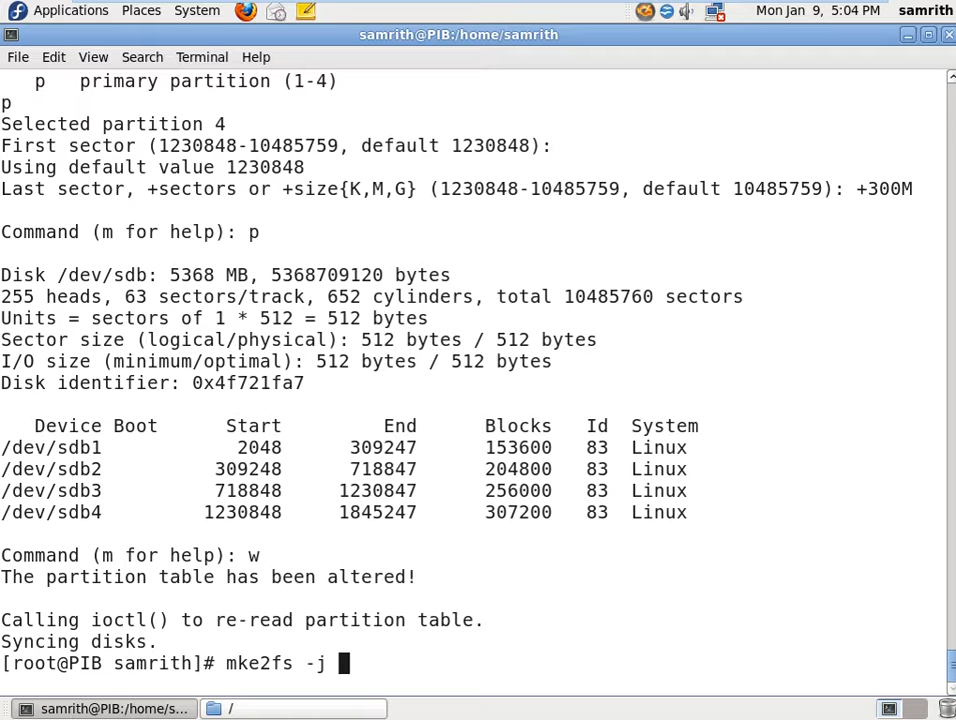 Applications Places System Mon Jan 9, 5:04 PM samrith
samrith@PIB:/home/samrith
File Edit View Search Terminal Help
   p   primary partition (1-4)
p
Selected partition 4
First sector (1230848-10485759, default 1230848):
Using default value 1230848
Last sector, +sectors or +size{K,M,G} (1230848-10485759, default 10485759): +300M
Command (m for help): p
Disk /dev/sdb: 5368 MB, 5368709120 bytes
255 heads, 63 sectors/track, 652 cylinders, total 10485760 sectors
Units = sectors of 1 * 512 = 512 bytes
Sector size (logical/physical): 512 bytes / 512 bytes
I/O size (minimum/optimal): 512 bytes / 512 bytes
Disk identifier: 0x4f721fa7
   Device Boot      Start         End      Blocks   Id  System
/dev/sdb1            2048      309247      153600   83  Linux
/dev/sdb2          309248      718847      204800   83  Linux
/dev/sdb3          718848     1230847      256000   83  Linux
/dev/sdb4         1230848     1845247      307200   83  Linux
Command (m for help): w
The partition table has been altered!
Calling ioctl() to re-read partition table.
Syncing disks.
[root@PIB samrith]# mke2fs -j
samrith@PIB:/home/s... /